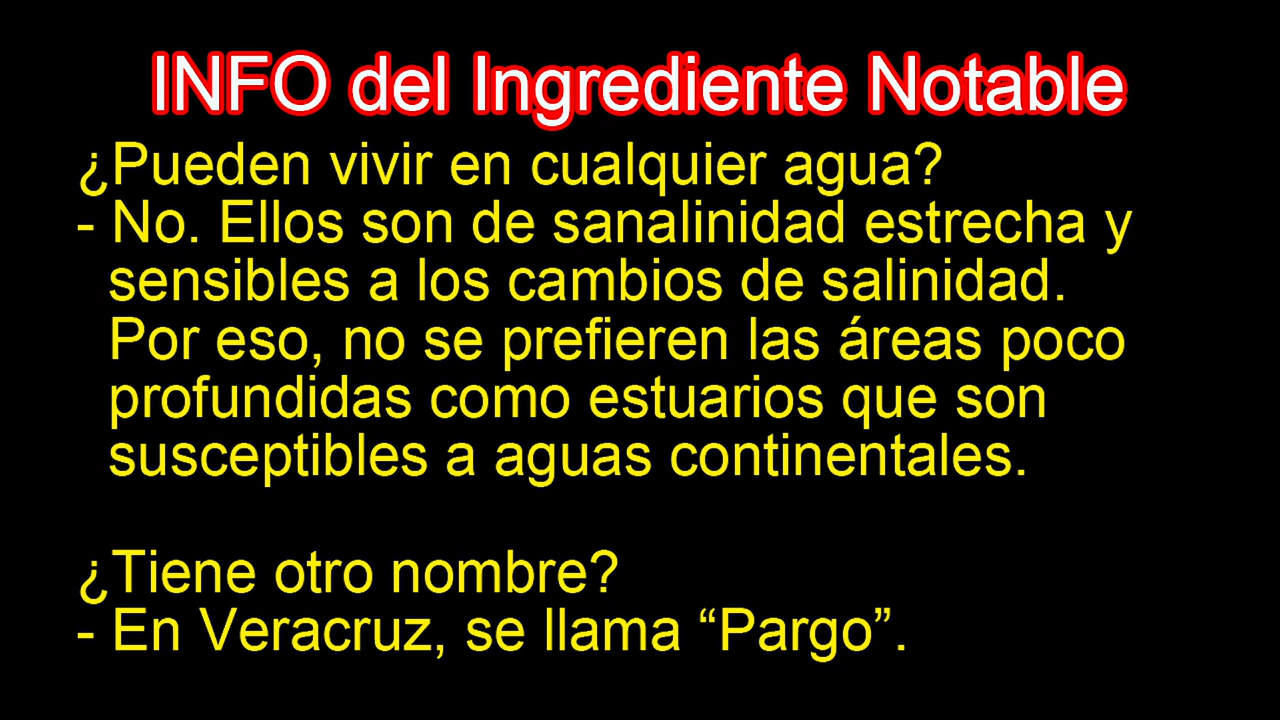 INFO del Ingrediente Notable
¿Pueden vivir en cualquier agua?
- No. Ellos son de sanalinidad estrecha y
sensibles a los cambios de salinidad.
Por eso, no se prefieren las áreas poco
profundidas como estuarios que son
susceptibles a aguas continentales.
¿Tiene otro nombre?
- En Veracruz, se llama “Pargo”.